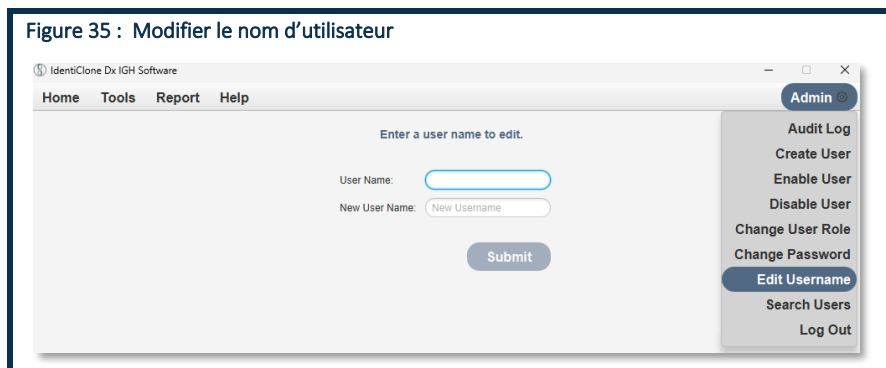 Figure 35 : Modifier le nom d’utilisateur
IdentiClone Dx IGH Software
Home Tools Report Help Admin
Enter a user name to edit.
User Name:
New User Name: New Username
Submit
Audit Log
Create User
Enable User
Disable User
Change User Role
Change Password
Edit Username
Search Users
Log Out